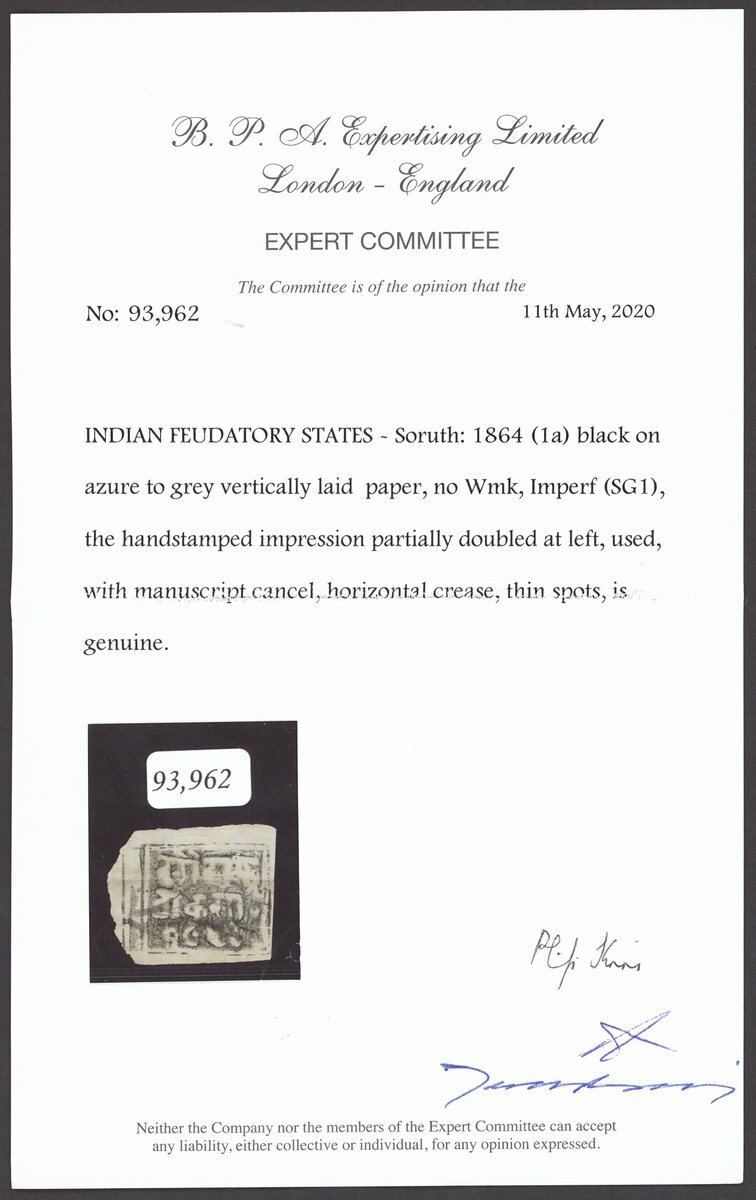 B. P. A. Expertising Limited
London - England
EXPERT COMMITTEE
The Committee is of the opinion that the
No: 93,962
11th May, 2020
INDIAN FEUDATORY STATES - Soruth: 1864 (1a) black on
azure to grey vertically laid paper, no Wmk, Imperf (SG1),
the handstamped impression partially doubled at left, used,
with manuscript cancel, horizontal crease, thin spots, is
genuine.
93,962
Neither the Company nor the members of the Expert Committee can accept
any liability, either collective or individual, for any opinion expressed.